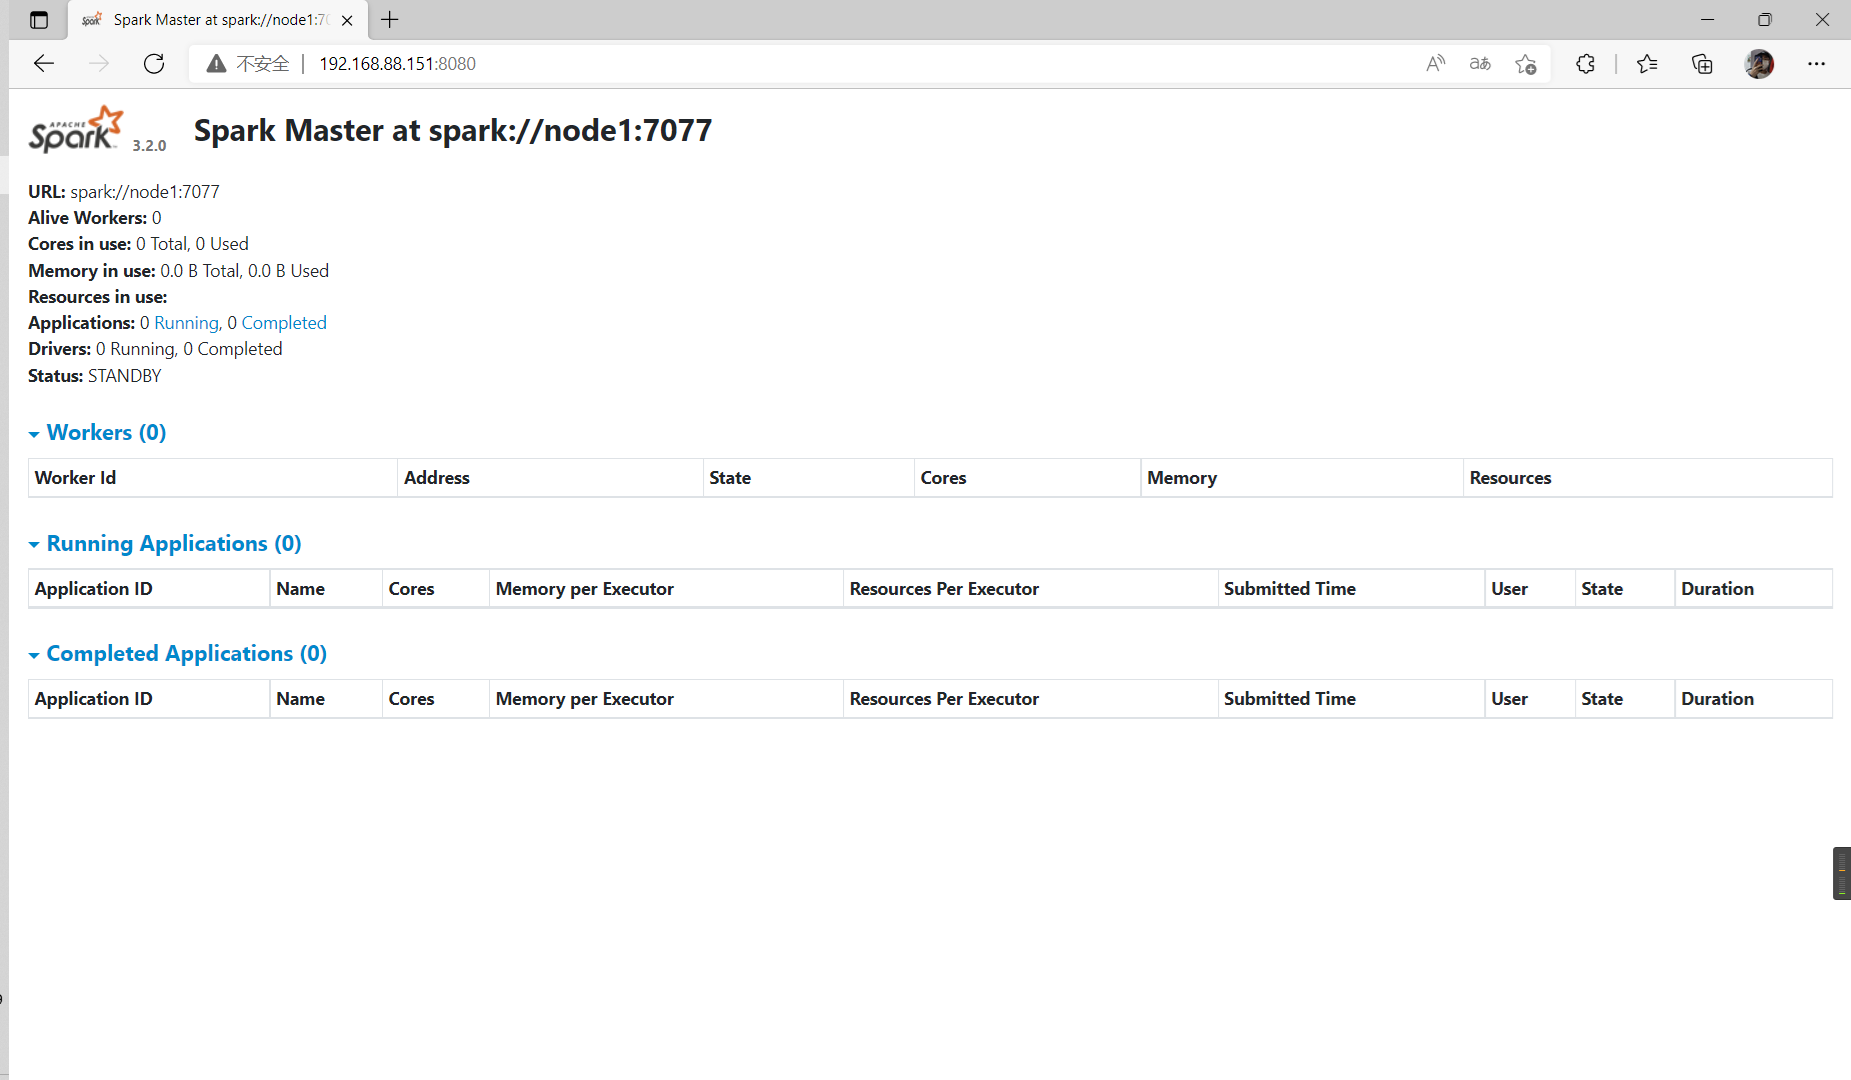 Spark Master at spark://node1:70
不安全 | 192.168.88.151:8080
APACHE Spark 3.2.0 Spark Master at spark://node1:7077
URL: spark://node1:7077
Alive Workers: 0
Cores in use: 0 Total, 0 Used
Memory in use: 0.0 B Total, 0.0 B Used
Resources in use:
Applications: 0 Running, 0 Completed
Drivers: 0 Running, 0 Completed
Status: STANDBY
Workers (0)
Worker Id Address State Cores Memory Resources
Running Applications (0)
Application ID Name Cores Memory per Executor Resources Per Executor Submitted Time User State Duration
Completed Applications (0)
Application ID Name Cores Memory per Executor Resources Per Executor Submitted Time User State Duration